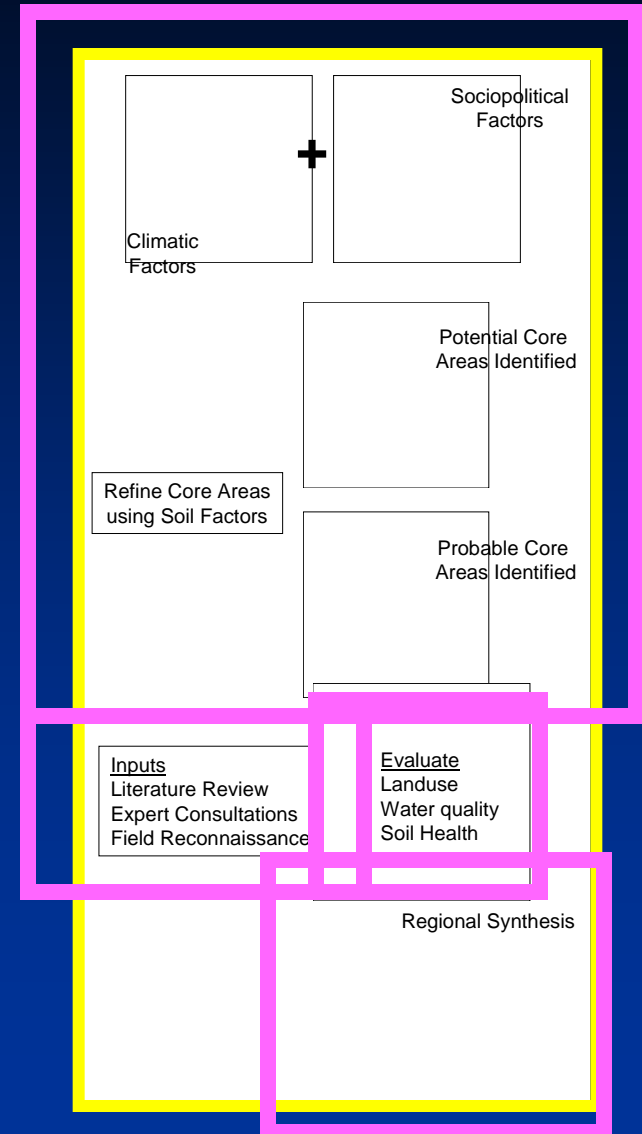 Sociopolitical
Factors
+
Climatic
Factors
Potential Core
Areas Identified
Refine Core Areas
using Soil Factors
Probable Core
Areas Identified
Inputs
Literature Review
Expert Consultations
Field Reconnaissance
Evaluate
Landuse
Water quality
Soil Health
Regional Synthesis